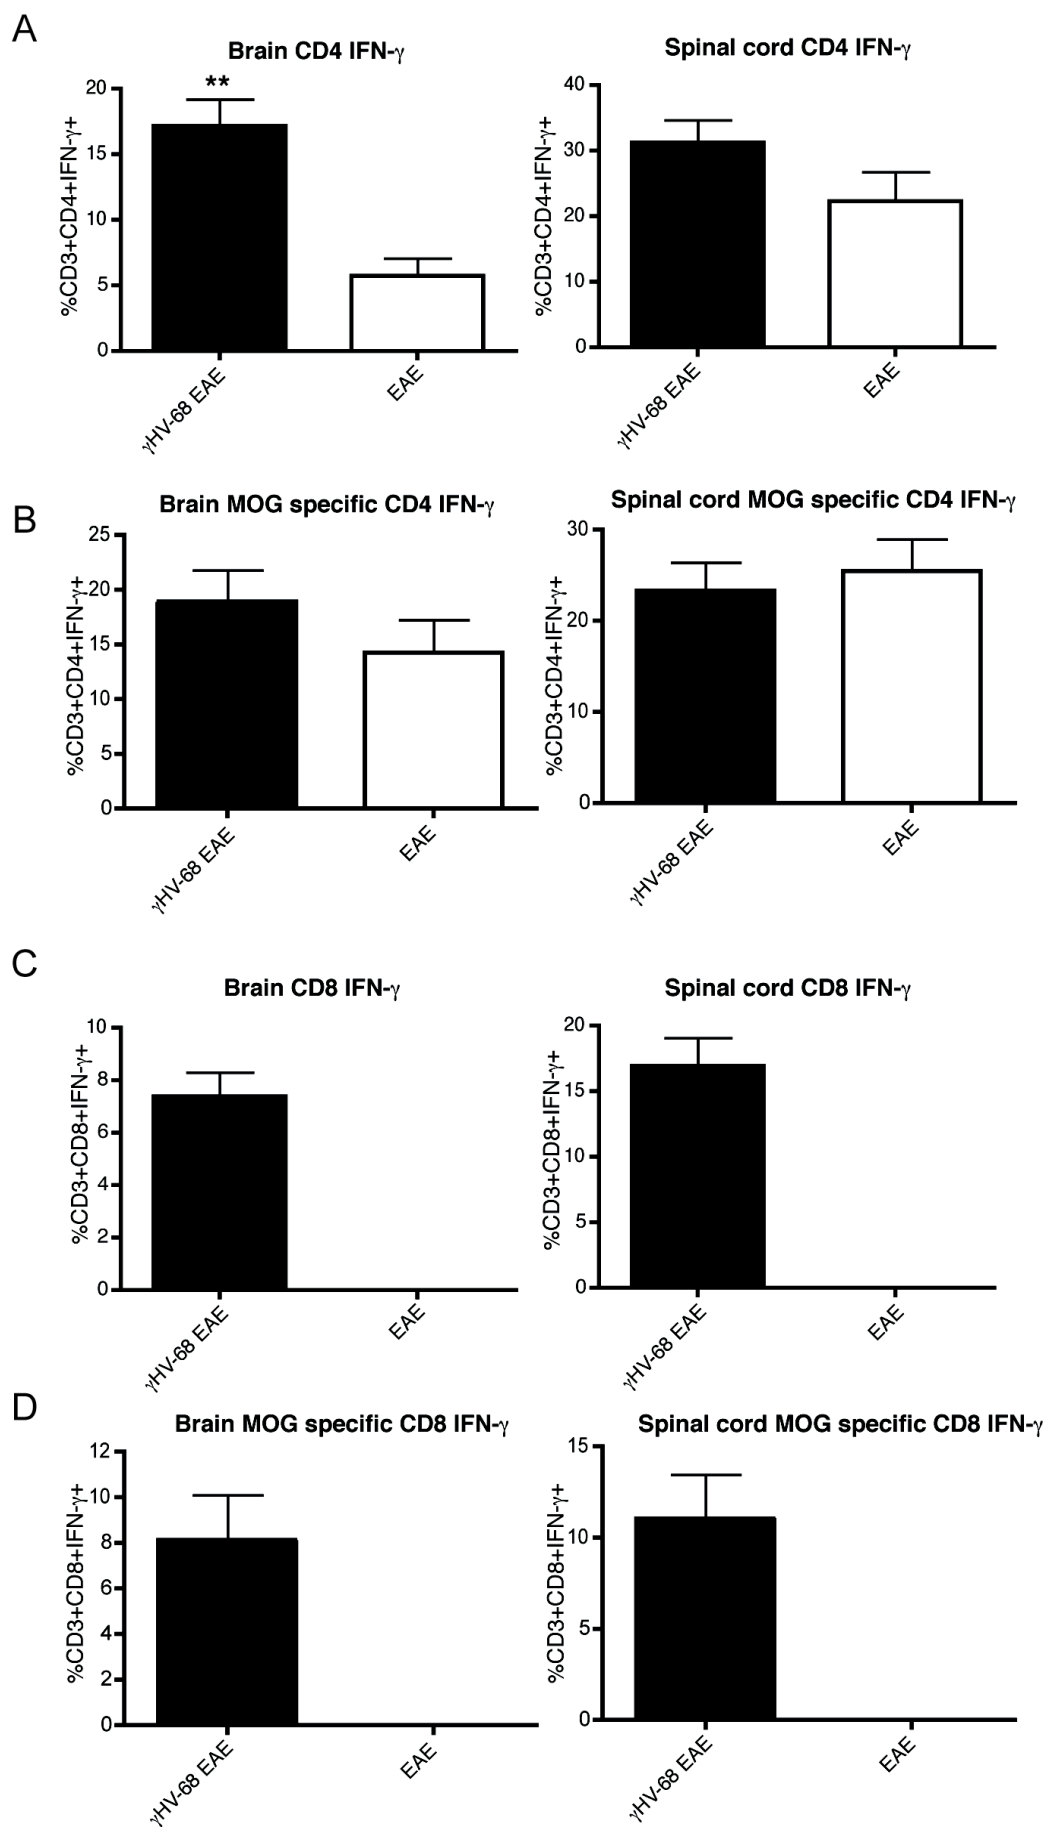 A
Brain CD4 IFN-γ
%CD3+CD4+IFN-γ+
20
15
10
5
0
**
γHV-68 EAE
EAE
Spinal cord CD4 IFN-γ
%CD3+CD4+IFN-γ+
40
30
20
10
0
γHV-68 EAE
EAE
B
Brain MOG specific CD4 IFN-γ
%CD3+CD4+IFN-γ+
25
20
15
10
5
0
γHV-68 EAE
EAE
Spinal cord MOG specific CD4 IFN-γ
%CD3+CD4+IFN-γ+
30
20
10
0
γHV-68 EAE
EAE
C
Brain CD8 IFN-γ
%CD3+CD8+IFN-γ+
10
8
6
4
2
0
γHV-68 EAE
EAE
Spinal cord CD8 IFN-γ
%CD3+CD8+IFN-γ+
20
15
10
5
0
γHV-68 EAE
EAE
D
Brain MOG specific CD8 IFN-γ
%CD3+CD8+IFN-γ+
12
10
8
6
4
2
0
γHV-68 EAE
EAE
Spinal cord MOG specific CD8 IFN-γ
%CD3+CD8+IFN-γ+
15
10
5
0
γHV-68 EAE
EAE